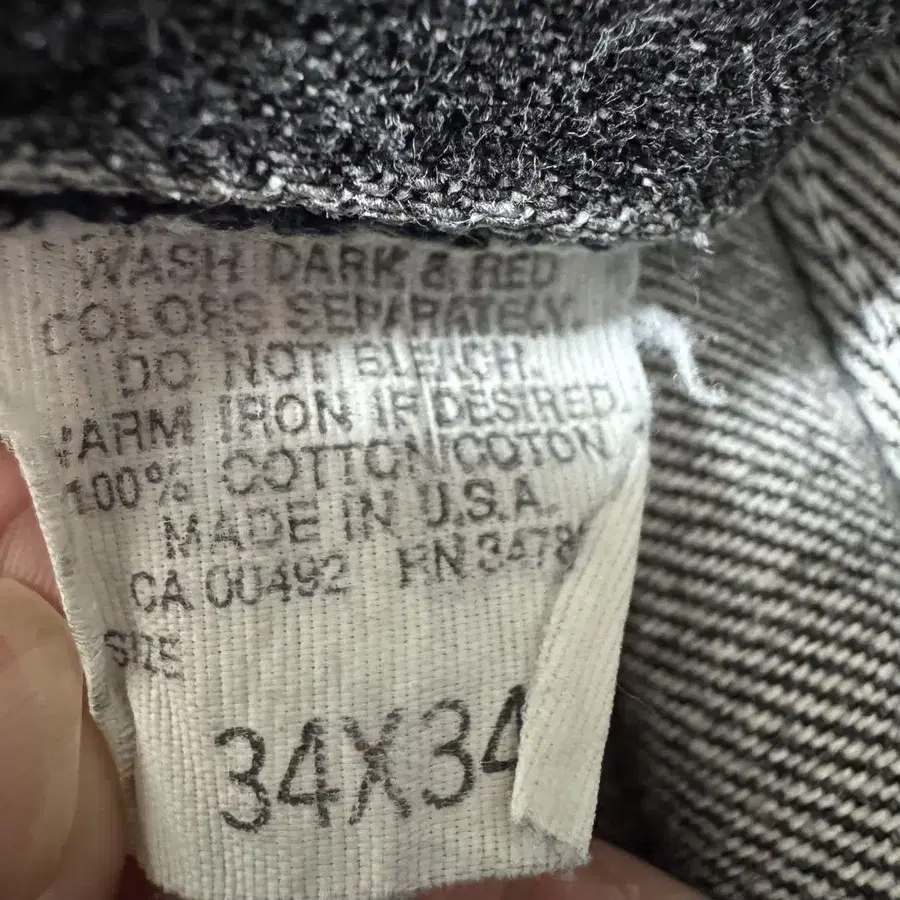 WASH DARK & RED
COLORS SEPARATELY
DO NOT BLEACH.
WARM IRON IF DESIRED.
100% COTTON/COTON
MADE IN U.S.A.
CA 00492 RN 3478
SIZE
34X34